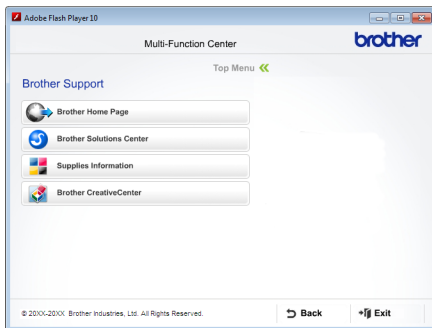 Adobe Flash Player 10
Multi-Function Center
brother
Top Menu
Brother Support
Brother Home Page
Brother Solutions Center
Supplies Information
Brother CreativeCenter
© 20XX-20XX Brother Industries, Ltd. All Rights Reserved.
Back
Exit